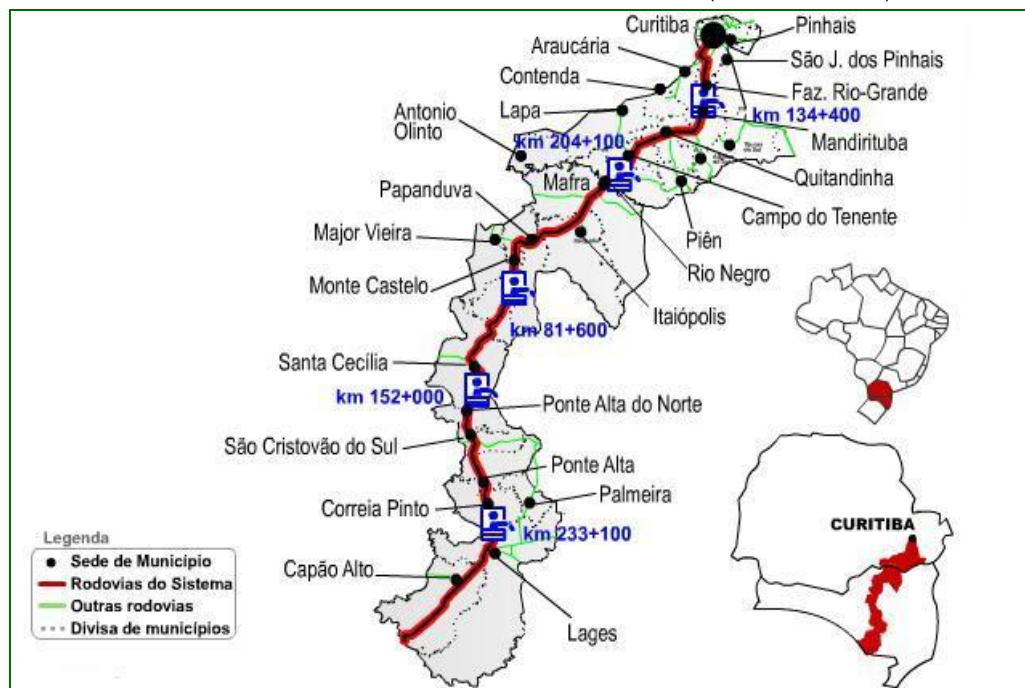 Curitiba
Pinhais
Araucária
São J. dos Pinhais
Contenda
Faz. Rio-Grande
Lapa
km 134+400
Antonio
Olinto
Mandirituba
km 204+100
Quitandinha
Mafra
Papanduva
Campo do Tenente
Major Vieira
Piên
Rio Negro
Monte Castelo
Itaiópolis
km 81+600
Santa Cecília
km 152+000
Ponte Alta do Norte
São Cristovão do Sul
Ponte Alta
Palmeira
Correia Pinto
km 233+100
CURITIBA
Capão Alto
Lages
Legenda
Sede de Município
Rodovias do Sistema
Outras rodovias
Divisa de municípios